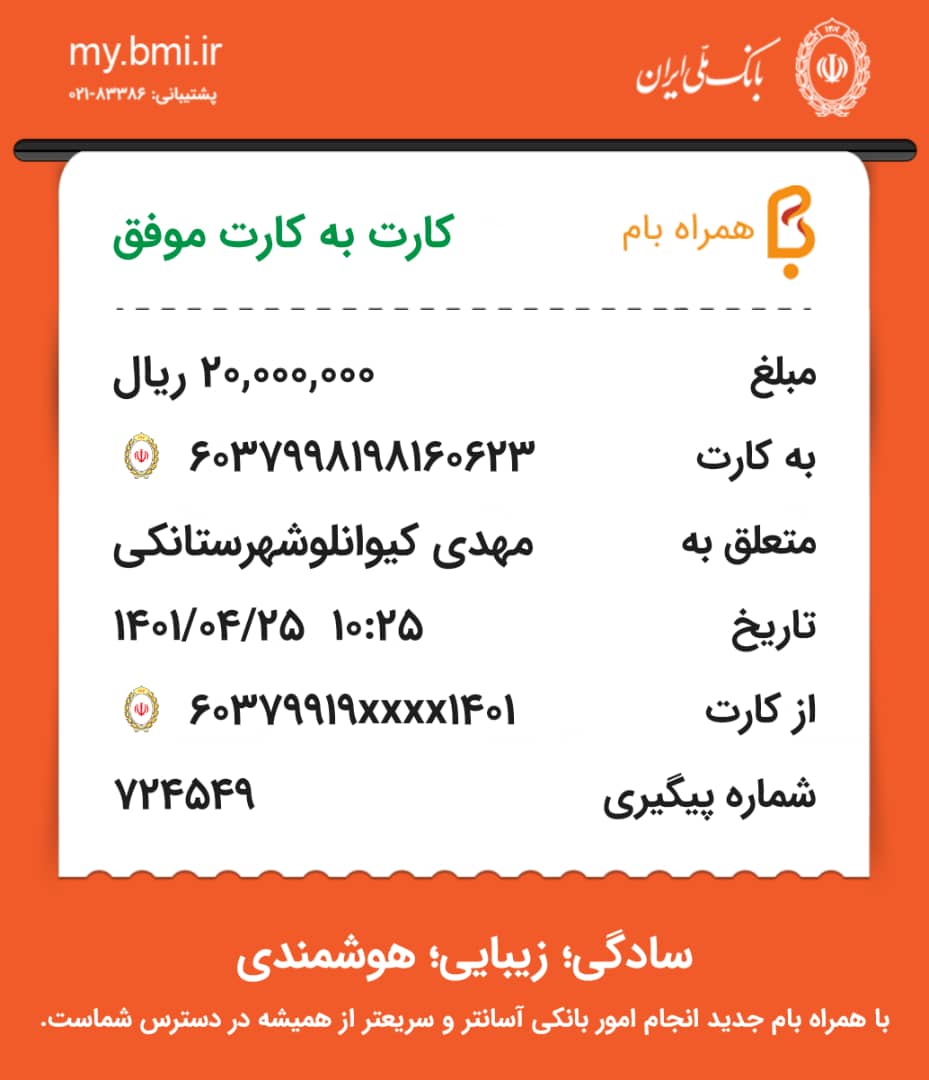 بانک ملّی ایران
my.bmi.ir
پشتیبانی: ۸۳۳۸۶-۰۲۱
همراه بام
کارت به کارت موفق
مبلغ ۲۰,۰۰۰,۰۰۰ ریال
به کارت ۶۰۳۷۹۹۸۱۹۸۱۶۰۶۲۳
متعلق به مهدی کیوانلوشهرستانکی
تاریخ ۱۴۰۱/۰۴/۲۵ ۱۰:۲۵
از کارت ۶۰۳۷۹۹۱۹xxxx۱۴۰۱
شماره پیگیری ۷۲۴۵۴۹
سادگی؛ زیبایی؛ هوشمندی
با همراه بام جدید انجام امور بانکی آسانتر و سریعتر از همیشه در دسترس شماست.